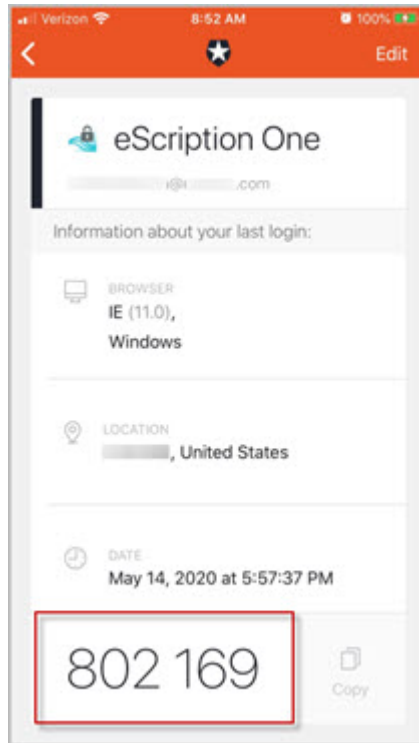 Verizon 8:52 AM 100%
Edit
eScription One
@ .com
Information about your last login:
BROWSER
IE (11.0),
Windows
LOCATION
, United States
DATE
May 14, 2020 at 5:57:37 PM
802 169
Copy